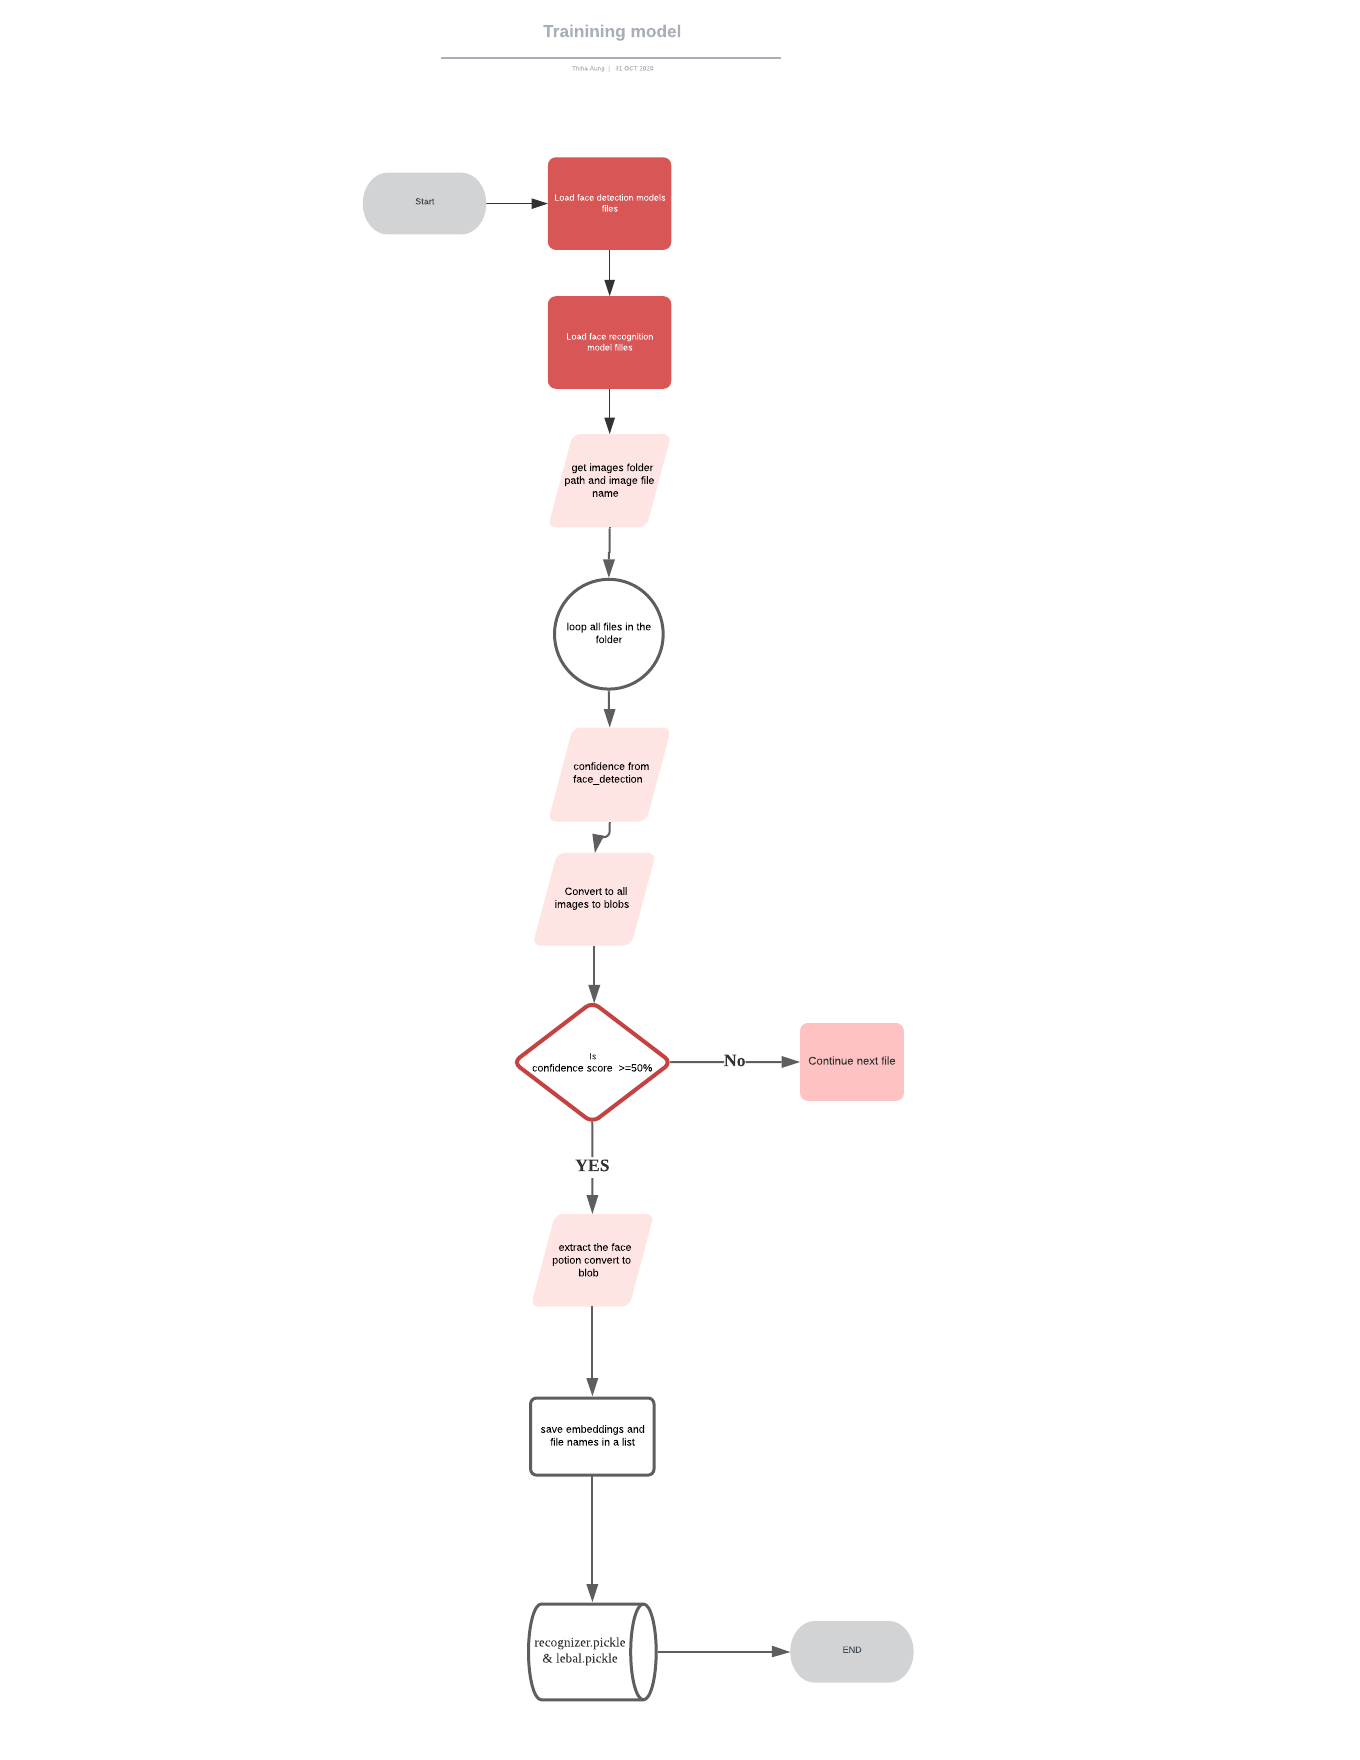 Trainining model
Thiha Aung | 31 OCT 2020
Start
Load face detection models
files
Load face recognition
model filles
get images folder
path and image file
name
loop all files in the
folder
confidence from
face_detection
Convert to all
images to blobs
Is
confidence score >=50%
No
Continue next file
YES
extract the face
potion convert to
blob
save embeddings and
file names in a list
recognizer.pickle
& lebal.pickle
END